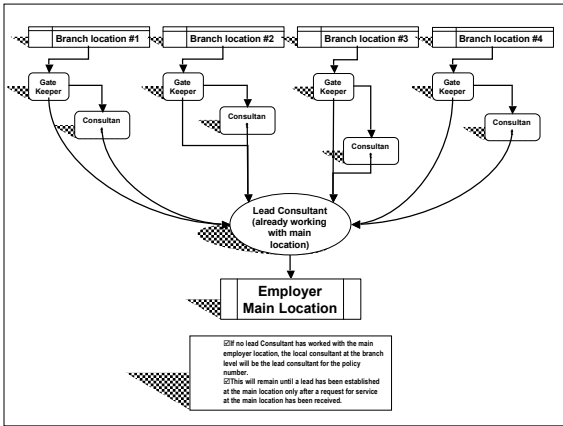 Branch location #1 Branch location #2 Branch location #3 Branch location #4
Gate
Keeper
Gate
Keeper
Gate
Keeper
Gate
Keeper
Consultan
t
Consultan
t
Consultan
t
Consultan
t
Lead Consultant
(already working
with main
location)
Employer
Main Location
☑If no lead Consultant has worked with the main
employer location, the local consultant at the branch
level will be the lead consultant for the policy
number.
☑This will remain until a lead has been established
at the main location only after a request for service
at the main location has been received.